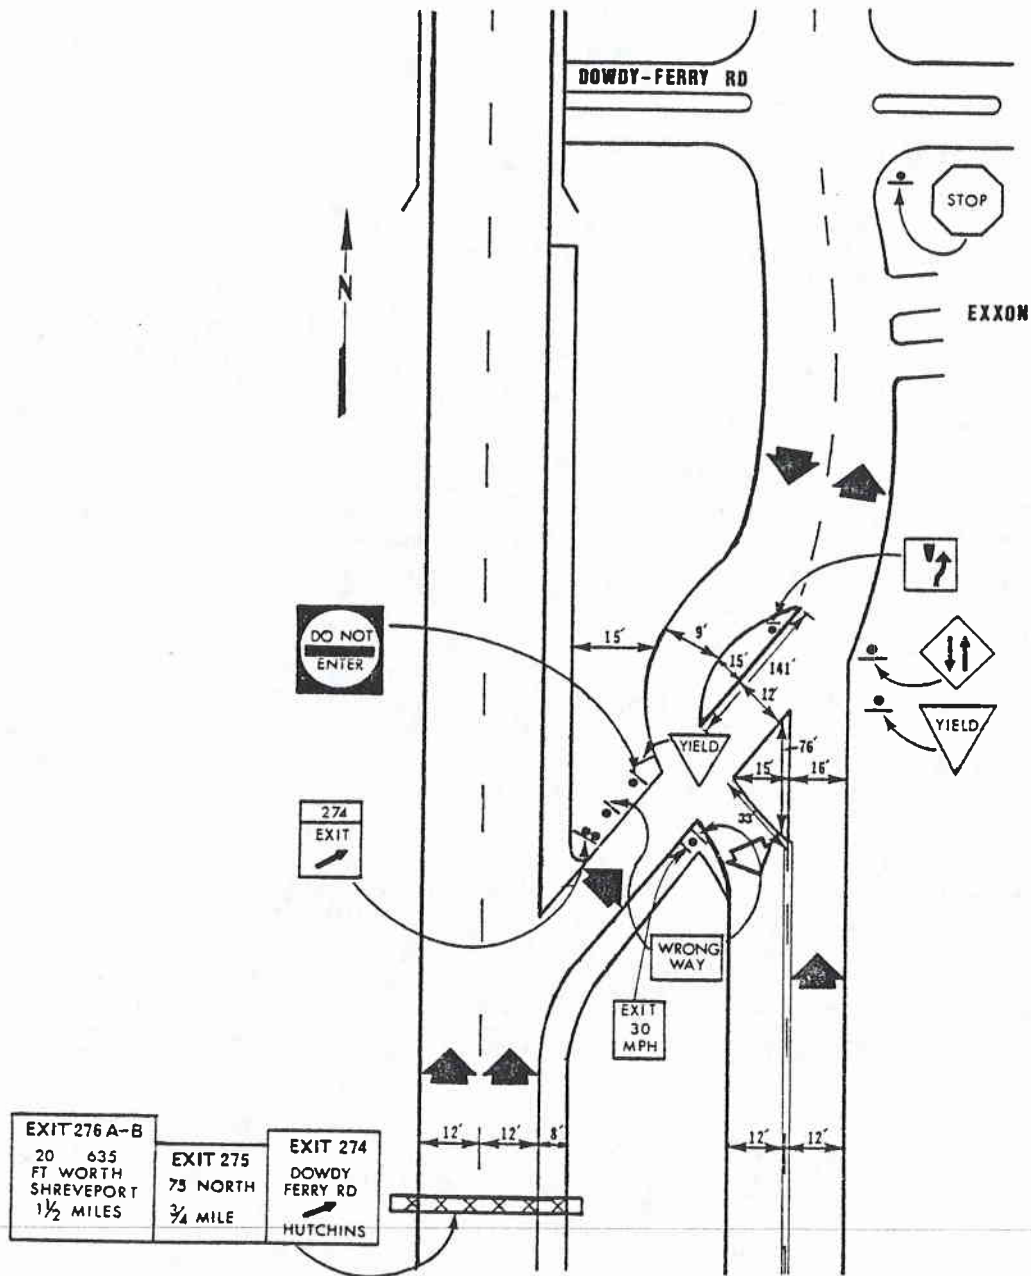 DOWDY-FERRY RD
STOP
N
EXXON
DO NOT
ENTER
15'
9'
15'
141'
12'
YIELD
YIELD
76'
15'
16'
33'
274
EXIT
WRONG
WAY
EXIT
30
MPH
12'
12'
8'
12'
12'
EXIT 276 A-B
20 635
FT WORTH
SHREVEPORT
1½ MILES
EXIT 275
75 NORTH
¾ MILE
EXIT 274
DOWDY
FERRY RD
HUTCHINS